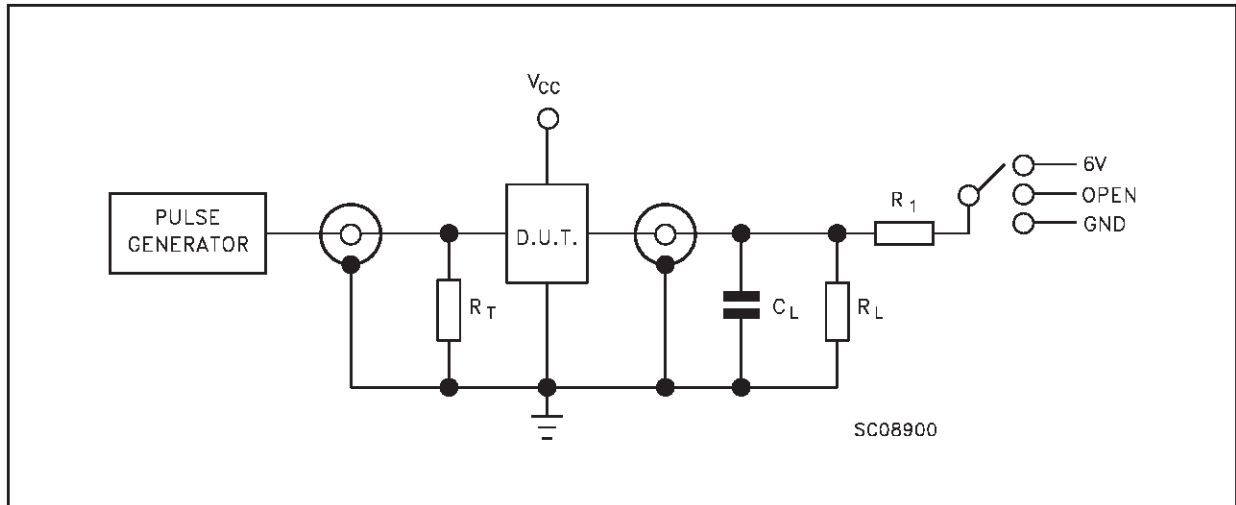 VCC
6V
OPEN
GND
R1
PULSE
GENERATOR
D.U.T.
RT
CL
RL
SC08900